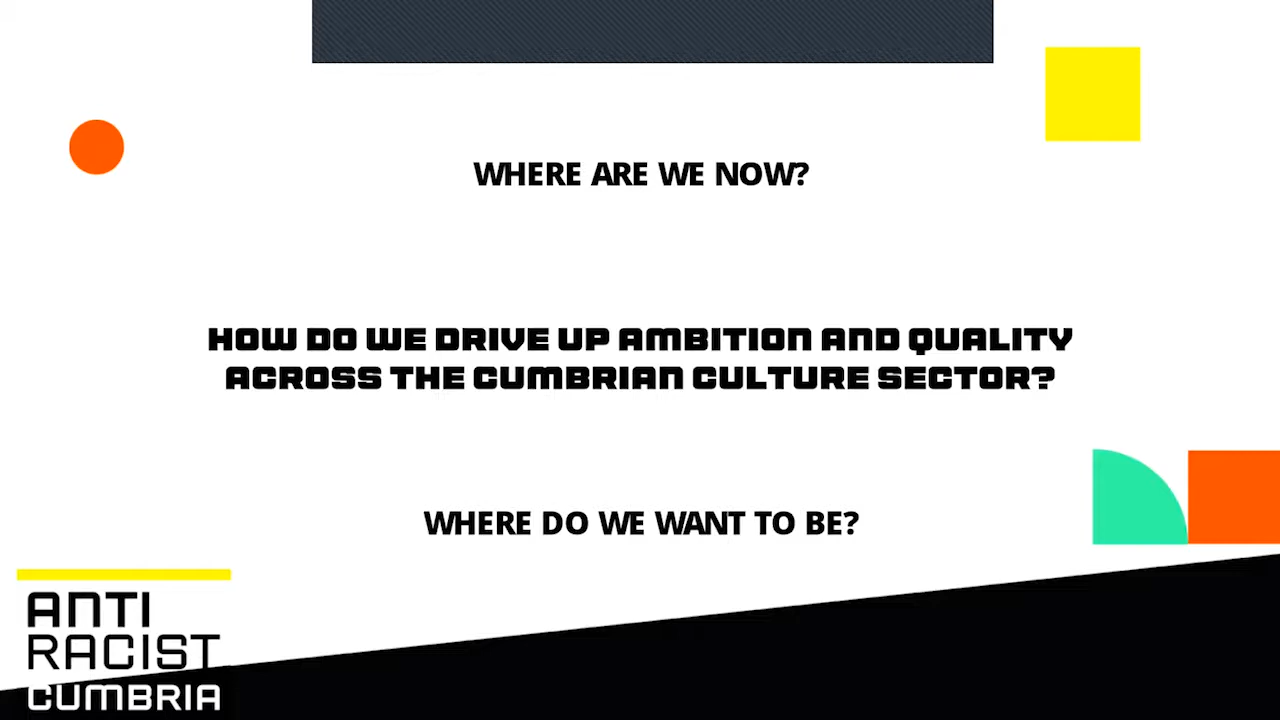 WHERE ARE WE NOW?
HOW DO WE DRIVE UP AMBITION AND QUALITY
ACROSS THE CUMBRIAN CULTURE SECTOR?
WHERE DO WE WANT TO BE?
ANTI
RACIST
CUMBRIA